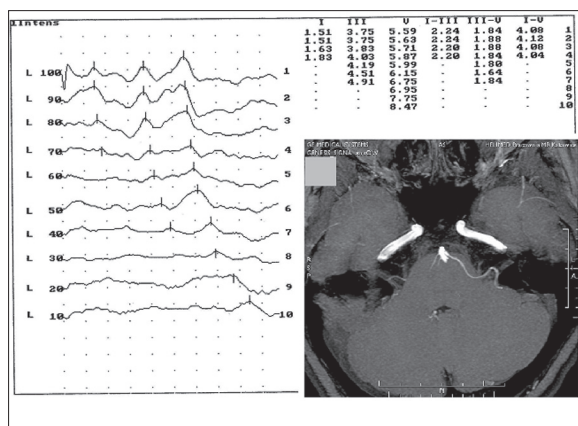 1Intens
I III V I-III III-V I-V
1.51 3.75 5.59 2.24 1.84 4.08 1
1.51 3.75 5.63 2.24 1.88 4.12 2
1.63 3.83 5.71 2.20 1.88 4.08 3
1.83 4.03 5.87 2.20 1.84 4.04 4
. 4.19 5.99 . 1.80 . 5
. 4.51 6.15 . 1.64 . 6
. 4.91 6.75 . 1.84 . 7
. . 6.95 . . . 8
. . 7.75 . . . 9
. . 8.47 . . . 10
L 100 1
L 90 2
L 80 3
L 70 4
L 60 5
L 50 6
L 40 7
L 30 8
L 20 9
L 10 10
GE MEDICAL SYSTEMS